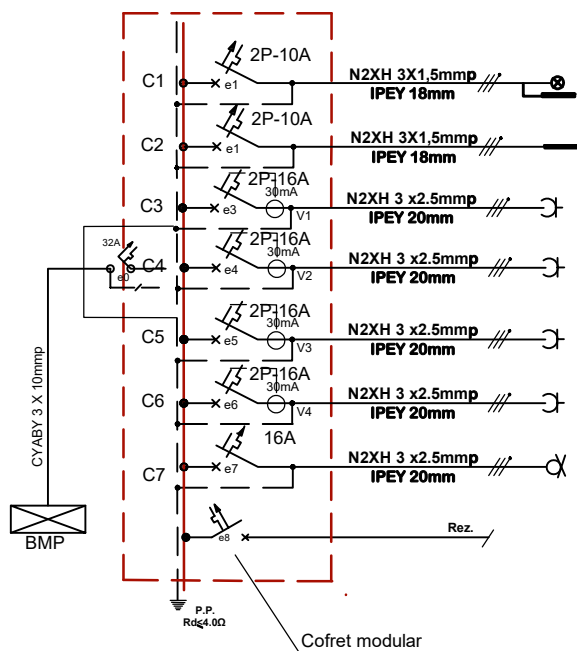 2P-10A
C1
e1
N2XH 3X1,5mmp
IPEY 18mm
2P-10A
C2
e1
N2XH 3X1,5mmp
IPEY 18mm
2P-16A
30mA
C3
e3
V1
N2XH 3 x2.5mmp
IPEY 20mm
32A
e0
2P-16A
30mA
C4
e4
V2
N2XH 3 x2.5mmp
IPEY 20mm
2P-16A
30mA
C5
e5
V3
N2XH 3 x2.5mmp
IPEY 20mm
2P-16A
30mA
C6
e6
V4
N2XH 3 x2.5mmp
IPEY 20mm
16A
C7
e7
N2XH 3 x2.5mmp
IPEY 20mm
CYABY 3 X 10mmp
BMP
e8
Rez.
P.P.
Rd≤4.0Ω
Cofret modular